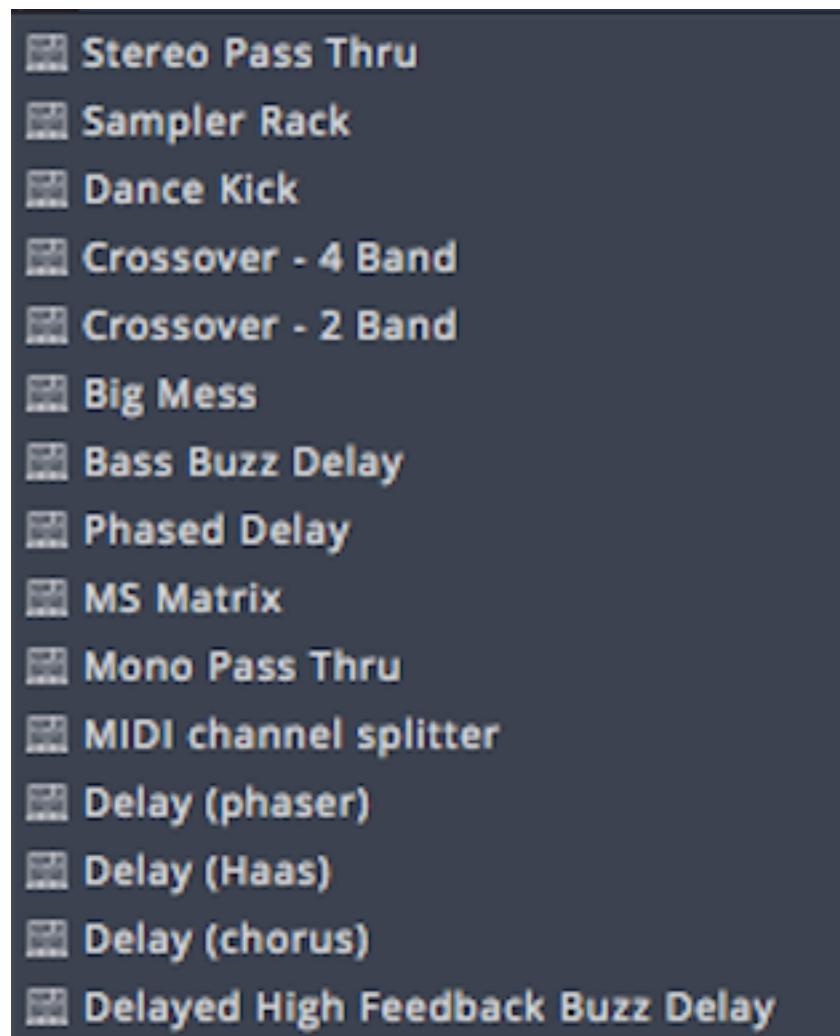 Stereo Pass Thru
Sampler Rack
Dance Kick
Crossover - 4 Band
Crossover - 2 Band
Big Mess
Bass Buzz Delay
Phased Delay
MS Matrix
Mono Pass Thru
MIDI channel splitter
Delay (phaser)
Delay (Haas)
Delay (chorus)
Delayed High Feedback Buzz Delay